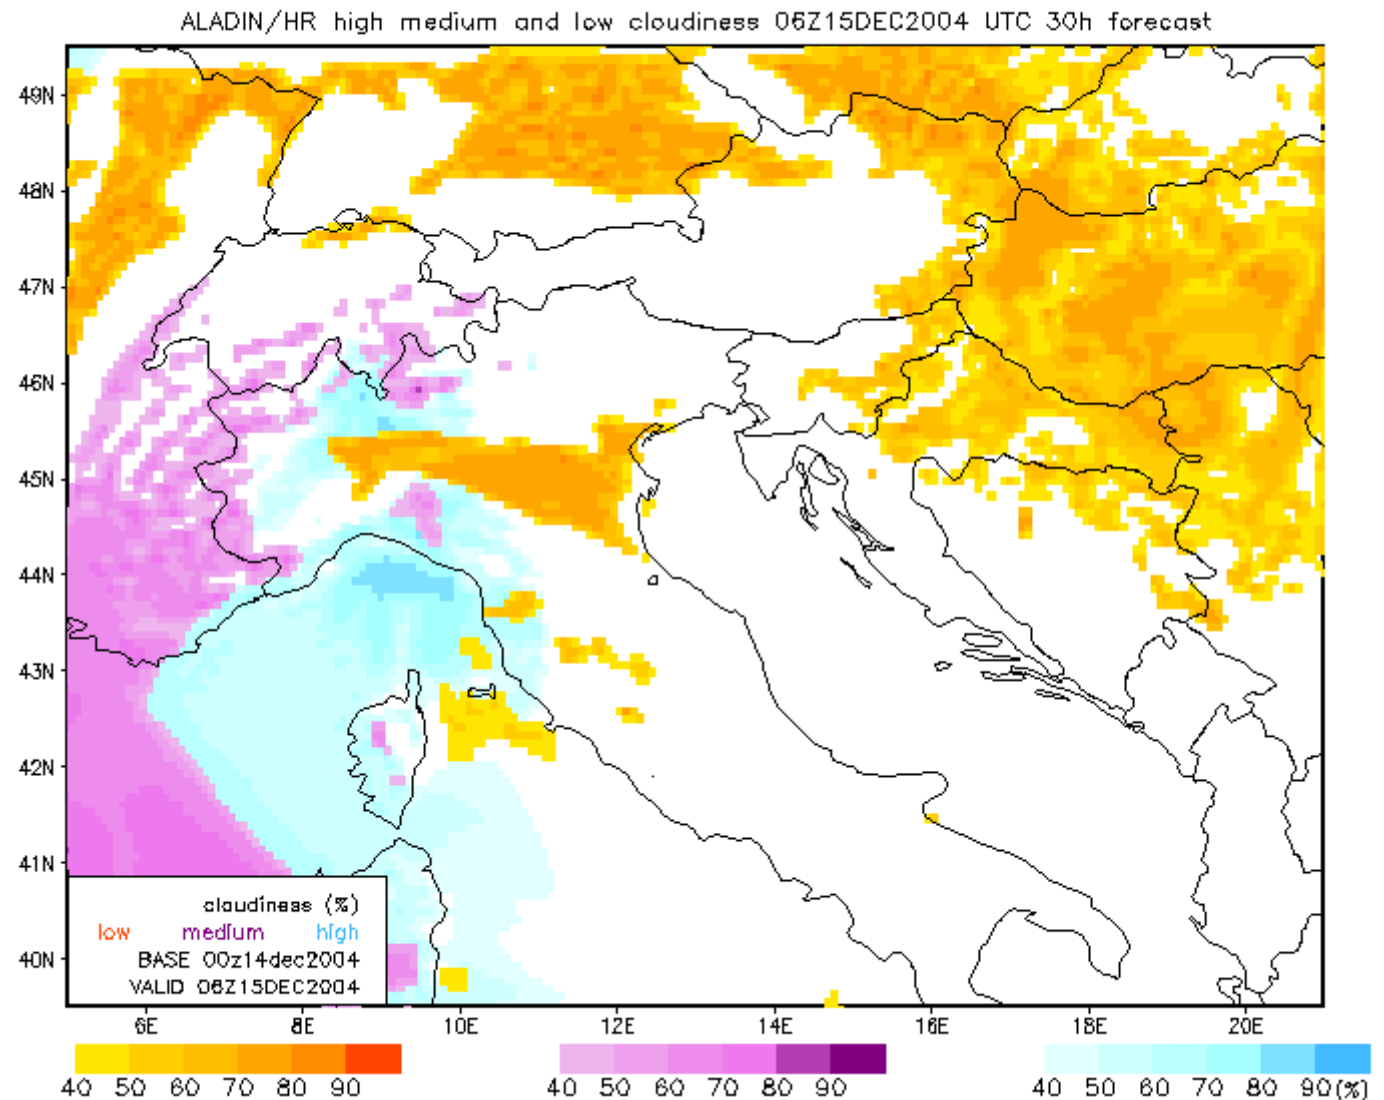 ALADIN/HR high medium and low cloudiness 06Z15DEC2004 UTC 30h forecast
49N
48N
47N
46N
45N
44N
43N
42N
41N
40N
cloudiness (%)
low medium high
BASE 00z14dec2004
VALID 06Z15DEC2004
6E 8E 10E 12E 14E 16E 18E 20E
40 50 60 70 80 90 40 50 60 70 80 90 40 50 60 70 80 90(%)